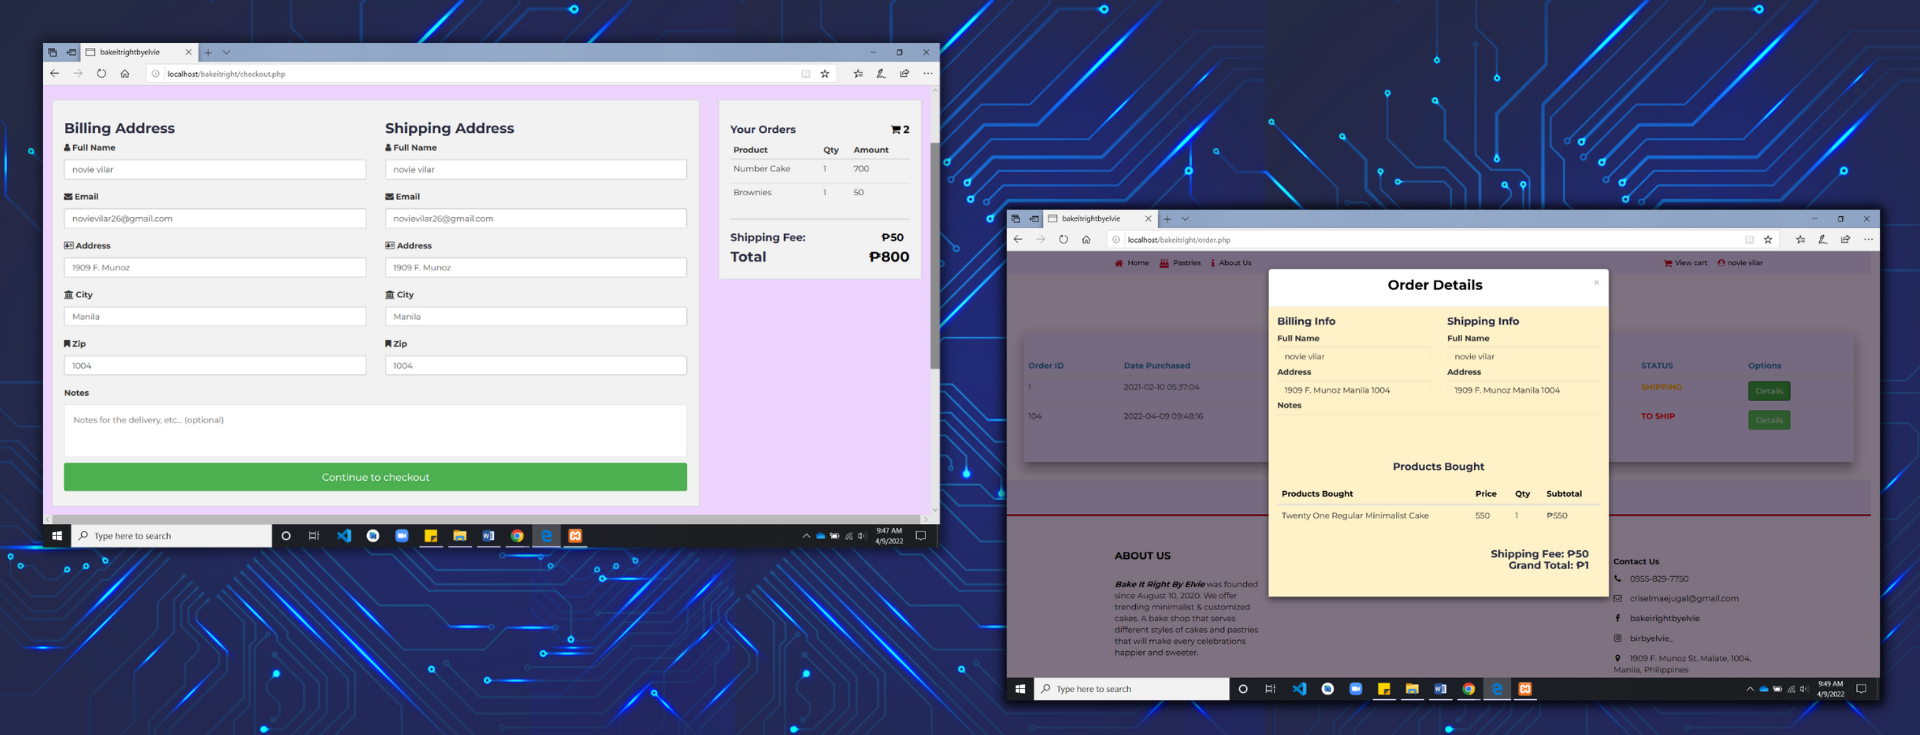 bakeitrightbyelvie
localhost/bakeitright/checkout.php
Billing Address
Full Name
novie vilar
Email
novievilar26@gmail.com
Address
1909 F. Munoz
City
Manila
Zip
1004
Shipping Address
Full Name
novie vilar
Email
novievilar26@gmail.com
Address
1909 F. Munoz
City
Manila
Zip
1004
Notes
Notes for the delivery, etc... (optional)
Continue to checkout
Your Orders 2
Product Qty Amount
Number Cake 1 700
Brownies 1 50
Shipping Fee: ₱50
Total ₱800
Type here to search
9:47 AM
4/9/2022
bakeitrightbyelvie
localhost/bakeitright/order.php
Home Pastries About Us View cart novie vilar
Order ID Date Purchased STATUS Options
1 2021-02-10 05:37:04 SHIPPING Details
104 2022-04-09 09:48:16 TO SHIP Details
Order Details ×
Billing Info
Full Name
novie vilar
Address
1909 F. Munoz Manila 1004
Notes
Shipping Info
Full Name
novie vilar
Address
1909 F. Munoz Manila 1004
Products Bought
Products Bought Price Qty Subtotal
Twenty One Regular Minimalist Cake 550 1 ₱550
Shipping Fee: ₱50
Grand Total: ₱1
ABOUT US
Bake It Right By Elvie was founded
since August 10, 2020. We offer
trending minimalist & customized
cakes. A bake shop that serves
different styles of cakes and pastries
that will make every celebrations
happier and sweeter.
Contact Us
0955-829-7750
criselmaejugal@gmail.com
bakeirightbyelvie
birbyelvie_
1909 F. Munoz St. Malate, 1004,
Manila, Philippines
Type here to search
9:49 AM
4/9/2022